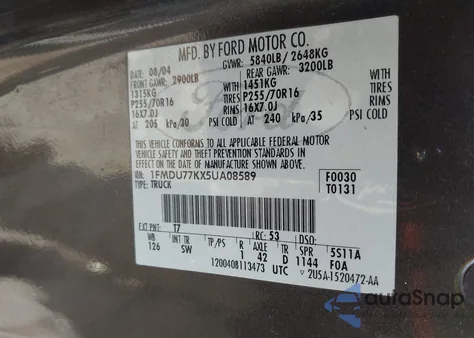 MFD. BY FORD MOTOR CO.
DATE: 08/04 GVWR: 5840LB/ 2648KG
FRONT GAWR: 2900LB REAR GAWR: 3200LB
1315KG 1451KG
P255/70R16 TIRES P255/70R16 TIRES
16X7.0J RIMS 16X7.0J RIMS
AT 205 kPa/30 PSI COLD AT 240 kPa/35 PSI COLD
THIS VEHICLE CONFORMS TO ALL APPLICABLE FEDERAL MOTOR
VEHICLE SAFETY AND THEFT PREVENTION STANDARDS IN
EFFECT ON THE DATE OF MANUFACTURE SHOWN ABOVE.
VIN: 1FMDU77KX5UA08589 F0030
TYPE: TRUCK T0131
Ford
EXT PNT: T7 RC: 53 DSO:
WB INT TR TP/PS R AXLE TR SPR 5S11A
126 SW 1 42 D 1144 F0A
1200408113473 UTC 2U5A-1520472-AA
autoSnap